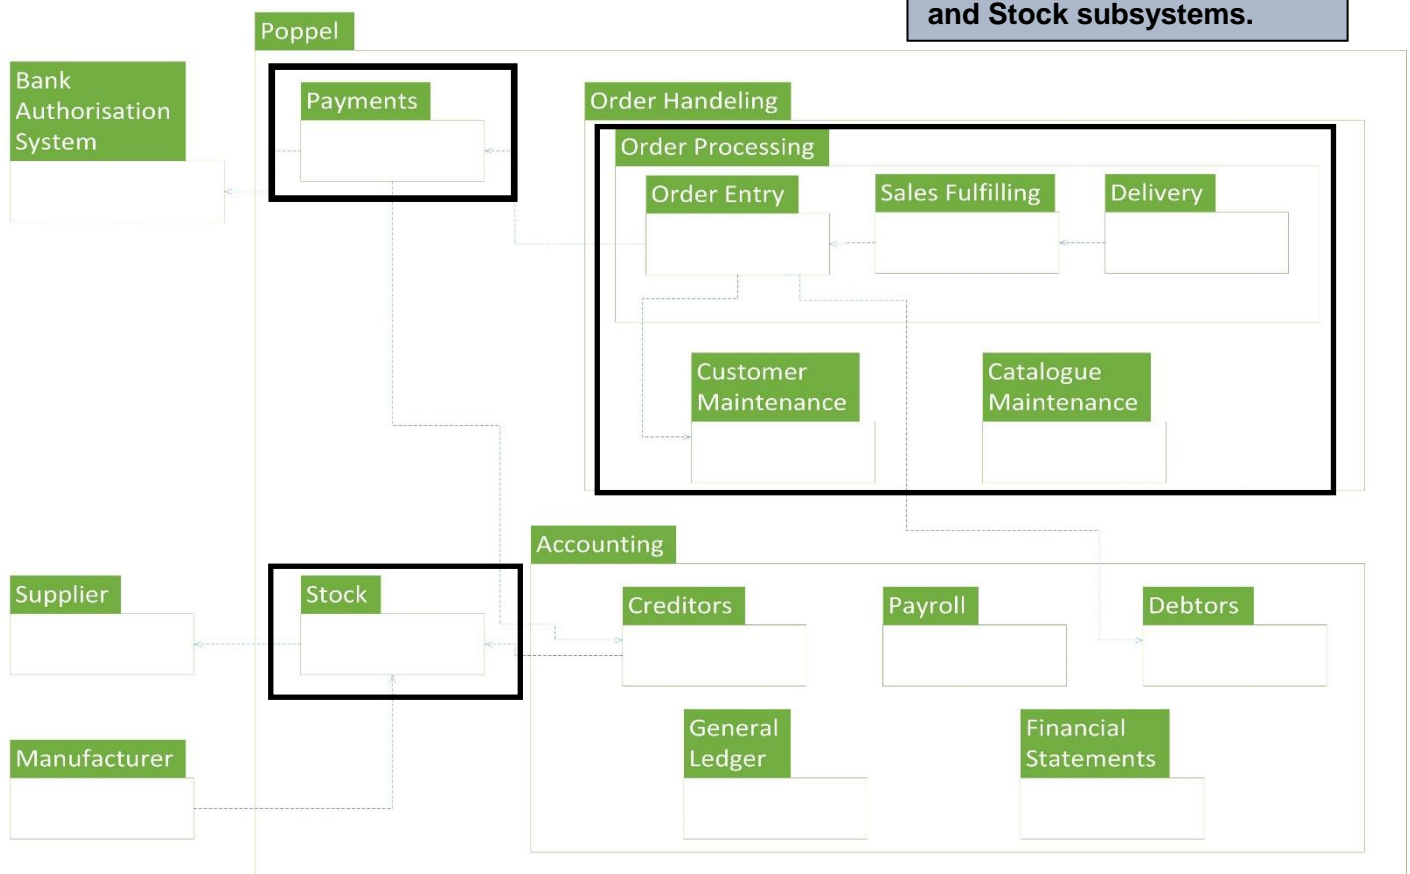 and Stock subsystems.
Poppel
Bank
Authorisation
System
Payments
Order Handeling
Order Processing
Order Entry
Sales Fulfilling
Delivery
Customer
Maintenance
Catalogue
Maintenance
Accounting
Supplier
Stock
Creditors
Payroll
Debtors
Manufacturer
General
Ledger
Financial
Statements